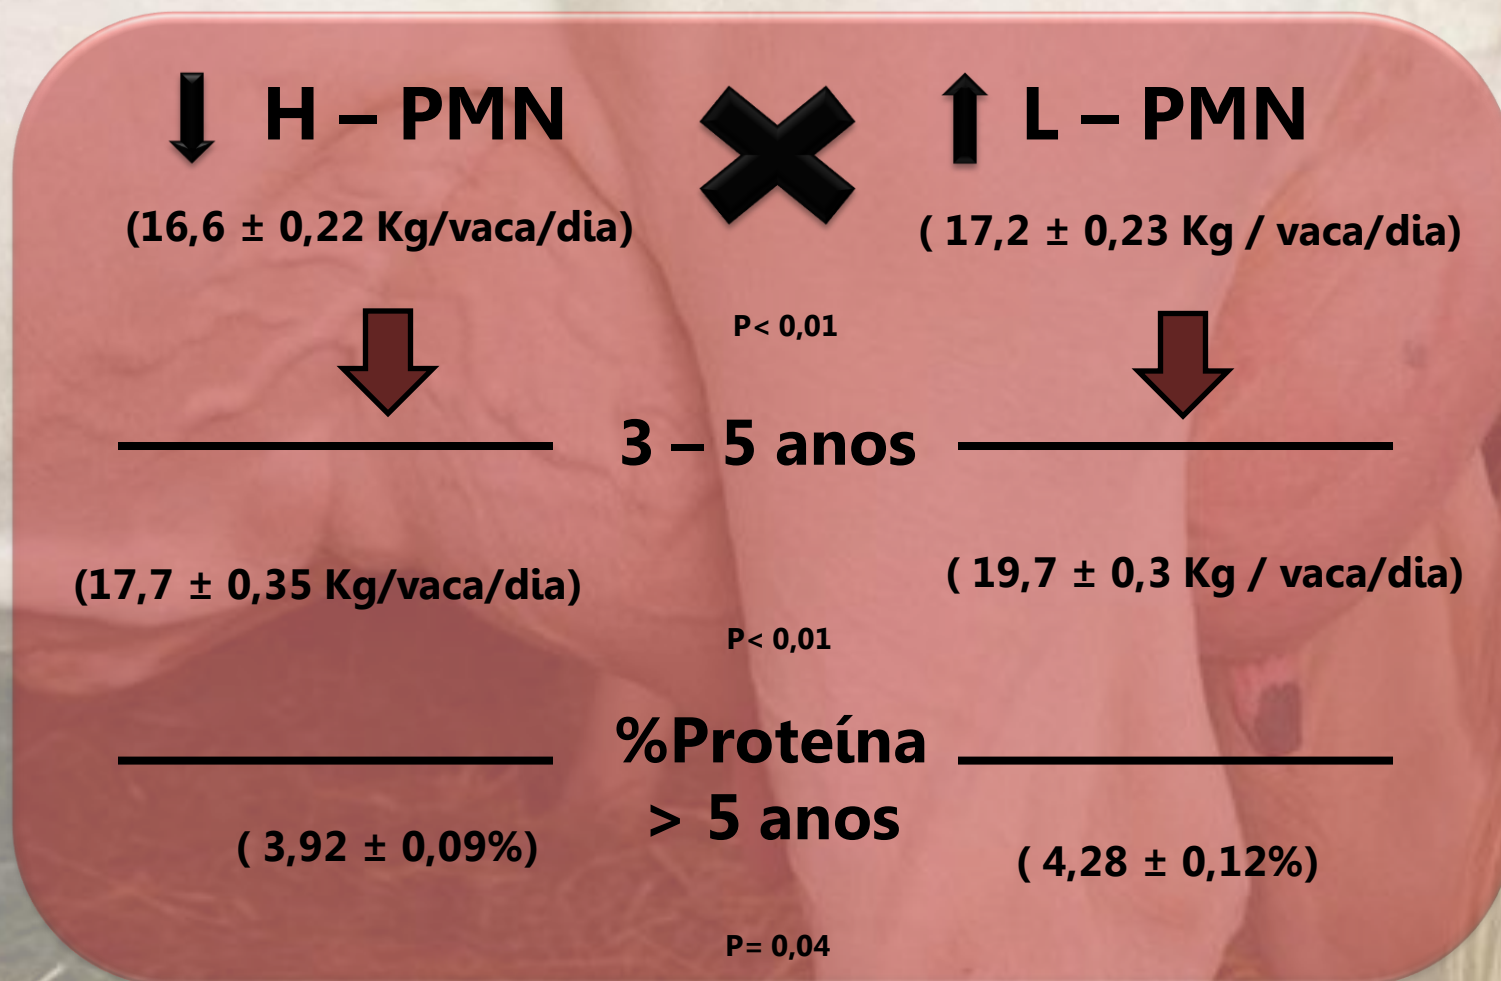 H – PMN
L – PMN
(16,6 ± 0,22 Kg/vaca/dia)
( 17,2 ± 0,23 Kg / vaca/dia)
P< 0,01
3 – 5 anos
(17,7 ± 0,35 Kg/vaca/dia)
( 19,7 ± 0,3 Kg / vaca/dia)
P< 0,01
%Proteína
> 5 anos
( 3,92 ± 0,09%)
( 4,28 ± 0,12%)
P= 0,04